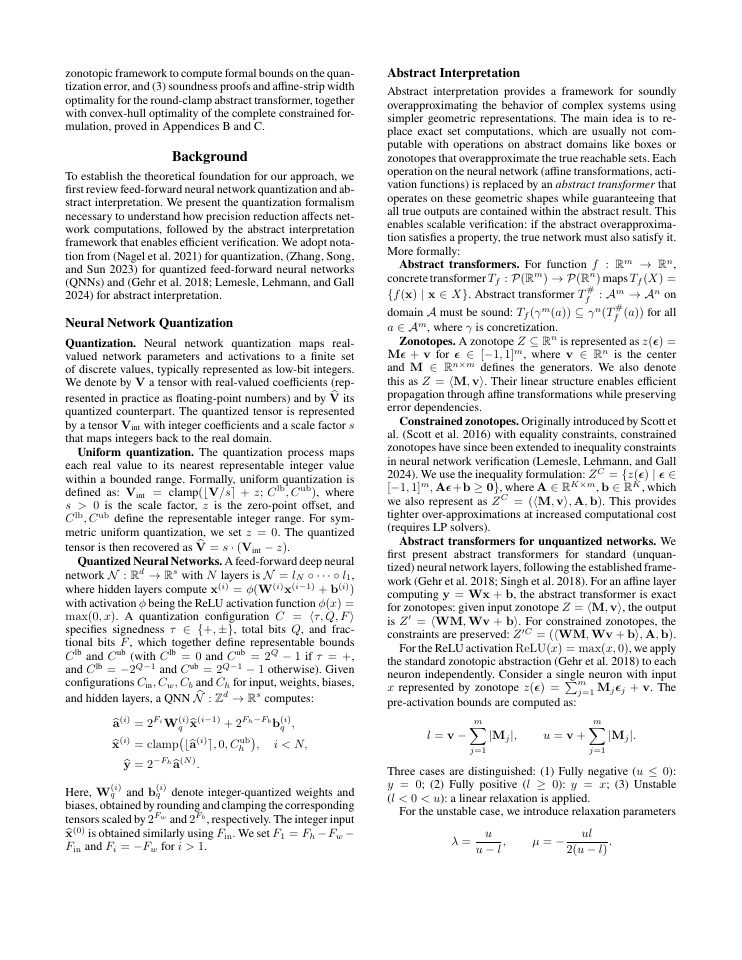 zonotopic framework to compute formal bounds on the quan-
tization error, and (3) soundness proofs and affine-strip width
optimality for the round-clamp abstract transformer, together
with convex-hull optimality of the complete constrained for-
mulation, proved in Appendices B and C.
Background
To establish the theoretical foundation for our approach, we
first review feed-forward neural network quantization and ab-
stract interpretation. We present the quantization formalism
necessary to understand how precision reduction affects net-
work computations, followed by the abstract interpretation
framework that enables efficient verification. We adopt nota-
tion from (Nagel et al. 2021) for quantization, (Zhang, Song,
and Sun 2023) for quantized feed-forward neural networks
(QNNs) and (Gehr et al. 2018; Lemesle, Lehmann, and Gall
2024) for abstract interpretation.
Neural Network Quantization
Quantization. Neural network quantization maps real-
valued network parameters and activations to a finite set
of discrete values, typically represented as low-bit integers.
We denote by V a tensor with real-valued coefficients (rep-
resented in practice as floating-point numbers) and by V̂ its
quantized counterpart. The quantized tensor is represented
by a tensor V_int with integer coefficients and a scale factor s
that maps integers back to the real domain.
Uniform quantization. The quantization process maps
each real value to its nearest representable integer value
within a bounded range. Formally, uniform quantization is
defined as: V_int = clamp(⌊V/s⌉ + z; C^lb, C^ub), where
s > 0 is the scale factor, z is the zero-point offset, and
C^lb, C^ub define the representable integer range. For sym-
metric uniform quantization, we set z = 0. The quantized
tensor is then recovered as V̂ = s · (V_int − z).
Quantized Neural Networks. A feed-forward deep neural
network 𝒩 : ℝ^d → ℝ^s with N layers is 𝒩 = l_N ∘ ··· ∘ l_1,
where hidden layers compute x^(i) = ϕ(W^(i)x^(i−1) + b^(i))
with activation ϕ being the ReLU activation function ϕ(x) =
max(0, x). A quantization configuration C = ⟨τ, Q, F⟩
specifies signedness τ ∈ {+, ±}, total bits Q, and frac-
tional bits F, which together define representable bounds
C^lb and C^ub (with C^lb = 0 and C^ub = 2^Q − 1 if τ = +,
and C^lb = −2^{Q−1} and C^ub = 2^{Q−1} − 1 otherwise). Given
configurations C_in, C_w, C_b and C_h for input, weights, biases,
and hidden layers, a QNN 𝒩̂ : ℤ^d → ℝ^s computes:
â^(i) = 2^{F_i} W_q^(i) x̂^(i−1) + 2^{F_h−F_b} b_q^(i),
x̂^(i) = clamp(⌊â^(i)⌉, 0, C_h^ub), i < N,
ŷ = 2^{−F_h} â^(N).
Here, W_q^(i) and b_q^(i) denote integer-quantized weights and
biases, obtained by rounding and clamping the corresponding
tensors scaled by 2^{F_w} and 2^{F_b}, respectively. The integer input
x̂^(0) is obtained similarly using F_in. We set F_1 = F_h − F_w −
F_in and F_i = −F_w for i > 1.
Abstract Interpretation
Abstract interpretation provides a framework for soundly
overapproximating the behavior of complex systems using
simpler geometric representations. The main idea is to re-
place exact set computations, which are usually not com-
putable with operations on abstract domains like boxes or
zonotopes that overapproximate the true reachable sets. Each
operation on the neural network (affine transformations, acti-
vation functions) is replaced by an abstract transformer that
operates on these geometric shapes while guaranteeing that
all true outputs are contained within the abstract result. This
enables scalable verification: if the abstract overapproxima-
tion satisfies a property, the true network must also satisfy it.
More formally:
Abstract transformers. For function f : ℝ^m → ℝ^n,
concrete transformer T_f : 𝒫(ℝ^m) → 𝒫(ℝ^n) maps T_f(X) =
{f(x) | x ∈ X}. Abstract transformer T_f^# : 𝒜^m → 𝒜^n on
domain 𝒜 must be sound: T_f(γ^m(a)) ⊆ γ^n(T_f^#(a)) for all
a ∈ 𝒜^m, where γ is concretization.
Zonotopes. A zonotope Z ⊆ ℝ^n is represented as z(ϵ) =
Mϵ + v for ϵ ∈ [−1, 1]^m, where v ∈ ℝ^n is the center
and M ∈ ℝ^{n×m} defines the generators. We also denote
this as Z = ⟨M, v⟩. Their linear structure enables efficient
propagation through affine transformations while preserving
error dependencies.
Constrained zonotopes. Originally introduced by Scott et
al. (Scott et al. 2016) with equality constraints, constrained
zonotopes have since been extended to inequality constraints
in neural network verification (Lemesle, Lehmann, and Gall
2024). We use the inequality formulation: Z^C = {z(ϵ) | ϵ ∈
[−1, 1]^m, Aϵ+b ≥ 0}, where A ∈ ℝ^{K×m}, b ∈ ℝ^K, which
we also represent as Z^C = (⟨M, v⟩, A, b). This provides
tighter over-approximations at increased computational cost
(requires LP solvers).
Abstract transformers for unquantized networks. We
first present abstract transformers for standard (unquan-
tized) neural network layers, following the established frame-
work (Gehr et al. 2018; Singh et al. 2018). For an affine layer
computing y = Wx + b, the abstract transformer is exact
for zonotopes: given input zonotope Z = ⟨M, v⟩, the output
is Z′ = ⟨WM, Wv + b⟩. For constrained zonotopes, the
constraints are preserved: Z′^C = (⟨WM, Wv + b⟩, A, b).
For the ReLU activation ReLU(x) = max(x, 0), we apply
the standard zonotopic abstraction (Gehr et al. 2018) to each
neuron independently. Consider a single neuron with input
x represented by zonotope z(ϵ) = ∑_{j=1}^m M_jϵ_j + v. The
pre-activation bounds are computed as:
l = v − ∑_{j=1}^m |M_j|, u = v + ∑_{j=1}^m |M_j|.
Three cases are distinguished: (1) Fully negative (u ≤ 0):
y = 0; (2) Fully positive (l ≥ 0): y = x; (3) Unstable
(l < 0 < u): a linear relaxation is applied.
For the unstable case, we introduce relaxation parameters
λ = u/(u − l), μ = −ul/(2(u − l)).